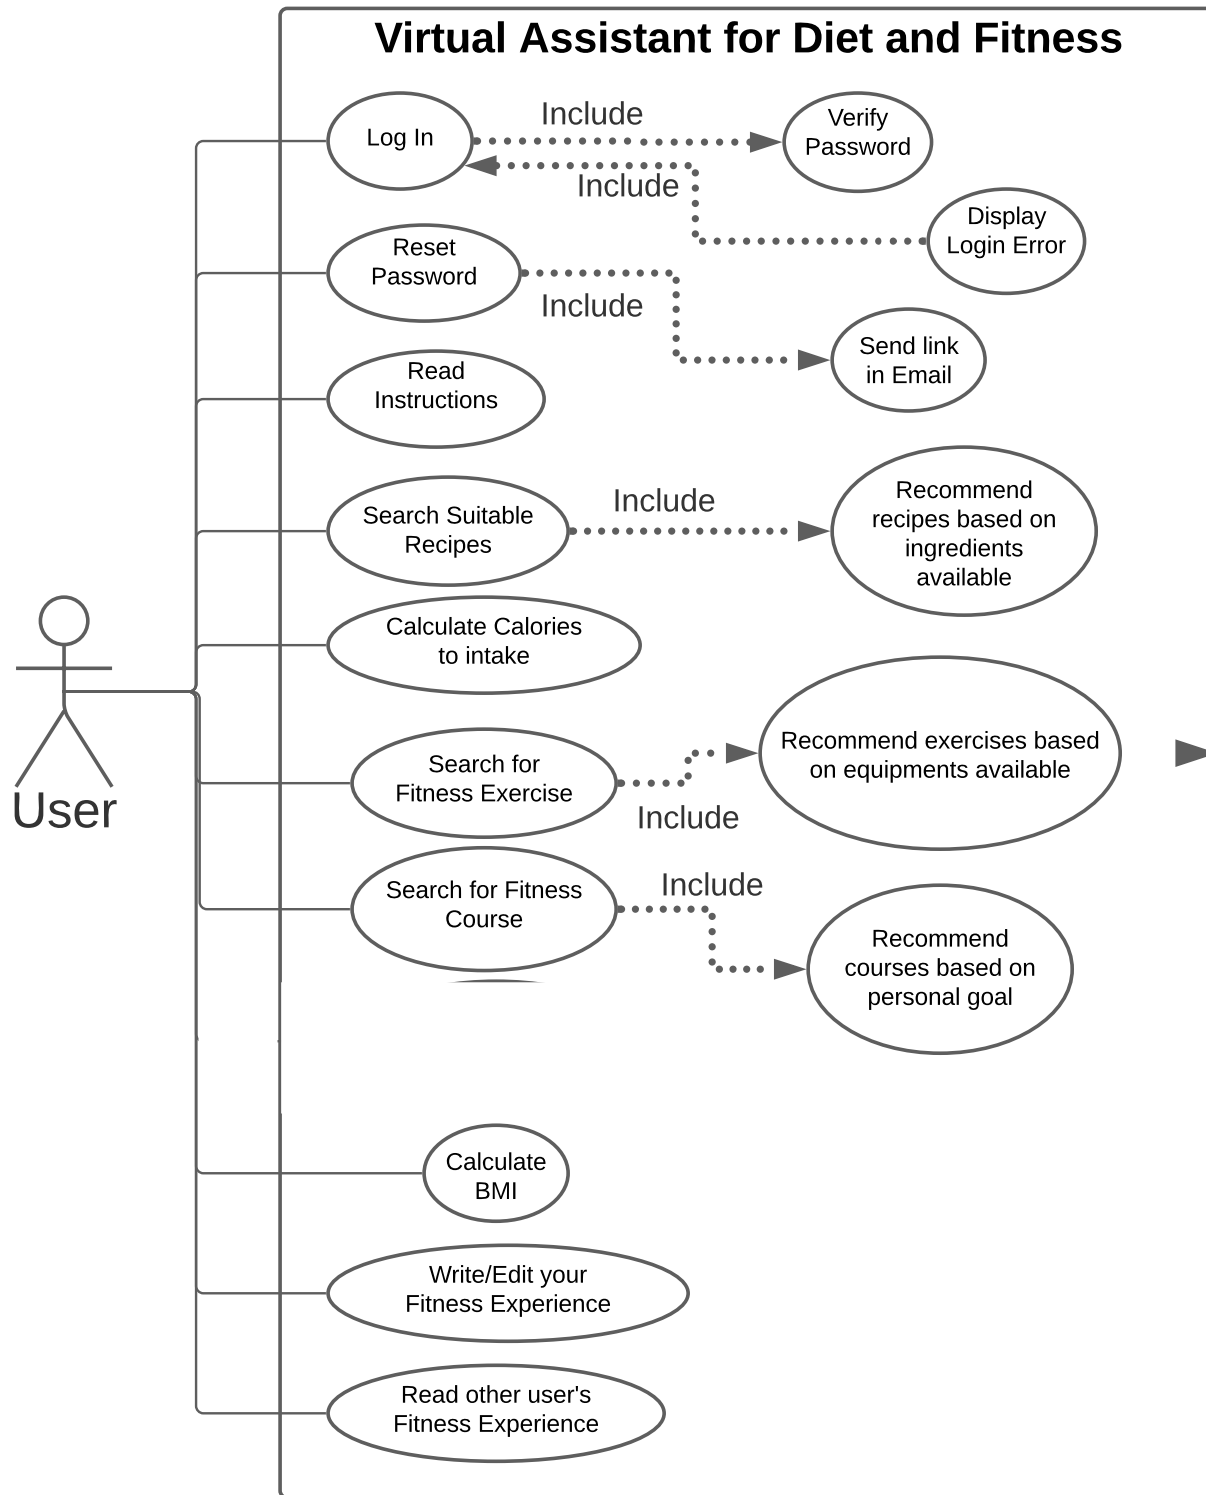 Virtual Assistant for Diet and Fitness
Log In
Include
Verify
Password
Include
Display
Login Error
Reset
Password
Include
Send link
in Email
Read
Instructions
Search Suitable
Recipes
Include
Recommend
recipes based on
ingredients
available
Calculate Calories
to intake
User
Search for
Fitness Exercise
Include
Recommend exercises based
on equipments available
Search for Fitness
Course
Include
Recommend
courses based on
personal goal
Calculate
BMI
Write/Edit your
Fitness Experience
Read other user's
Fitness Experience